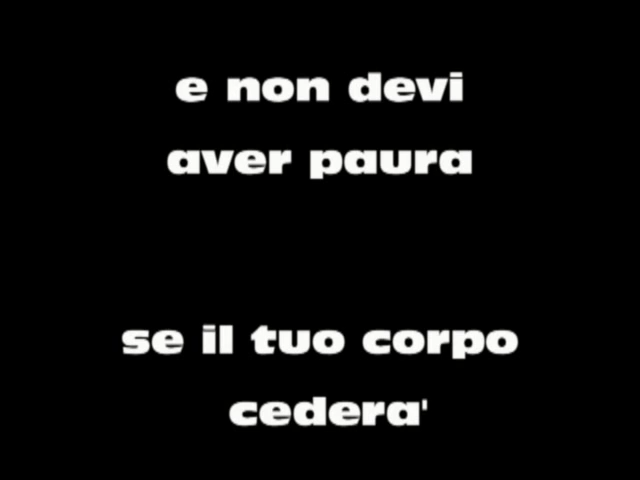 e non devi
aver paura
se il tuo corpo
cedera'